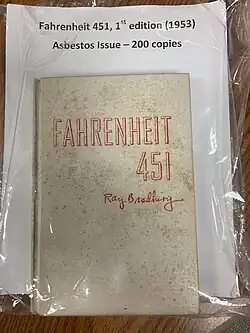 Fahrenheit 451, 1st edition (1953)
Asbestos Issue – 200 copies
FAHRENHEIT
451
Ray Bradbury